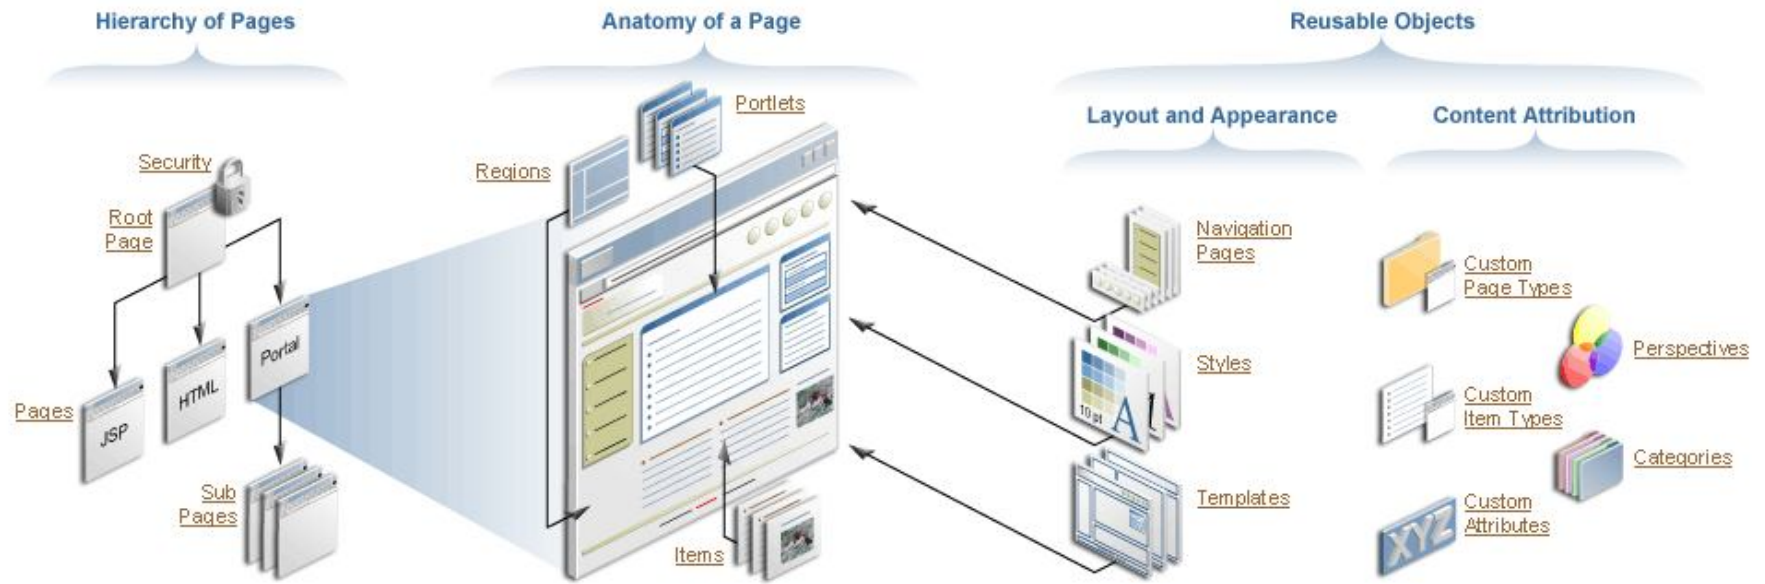 Hierarchy of Pages
Anatomy of a Page
Reusable Objects
Layout and Appearance
Content Attribution
Security
Root
Page
Pages
JSP
HTML
Portal
Sub
Pages
Regions
Portlets
Items
Navigation
Pages
Styles
10 pt A
Templates
Custom
Page Types
Perspectives
Custom
Item Types
Categories
Custom
Attributes
XYZ